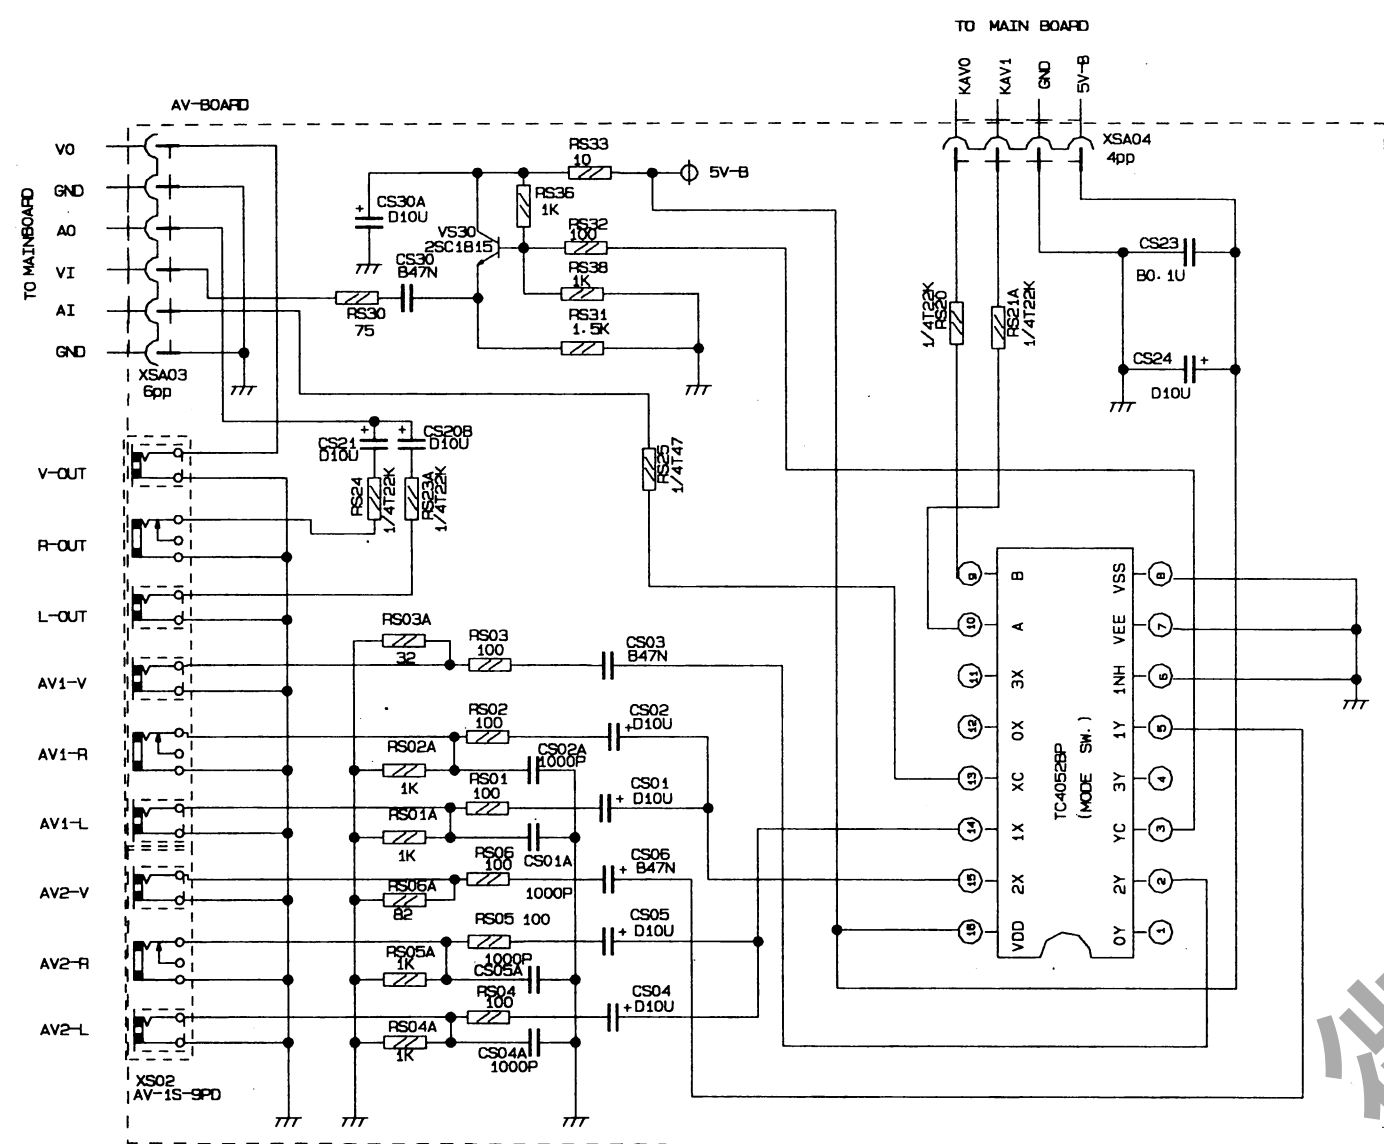 TO MAIN BOARD
KAV0
KAV1
GND
5V-B
XSA04
4pp
AV-BOARD
TO MAINBOARD
VO
GND
AO
VI
AI
GND
XSA03
6pp
RS33
10
5V-B
RS36
1K
CS30A
D10U
VS30
2SC1815
RS32
100
CS30
B47N
RS38
1K
RS30
75
RS31
1.5K
RS20
1/4T22K
RS21A
1/4T22K
CS23
B0.1U
CS24
D10U
CS21
D10U
CS20B
D10U
RS24
1/4T22K
RS23A
1/4T22K
RS25
1/4T47
V-OUT
R-OUT
L-OUT
AV1-V
AV1-R
AV1-L
AV2-V
AV2-R
AV2-L
XS02
AV-1S-9PD
RS03A
32
RS03
100
CS03
B47N
RS02
100
CS02
D10U
RS02A
1K
CS02A
1000P
RS01
100
CS01
D10U
RS01A
1K
CS01A
1000P
RS06
100
CS06
B47N
RS06A
82
RS05 100
CS05
D10U
RS05A
1K
1000P
CS05A
RS04
100
CS04
D10U
RS04A
1K
CS04A
1000P
TC4052BP
(MODE SW.)
9 B
10 A
11 3X
12 0X
13 XC
14 1X
15 2X
16 VDD
VSS 8
VEE 7
1NH 6
1Y 5
3Y 4
YC 3
2Y 2
0Y 1